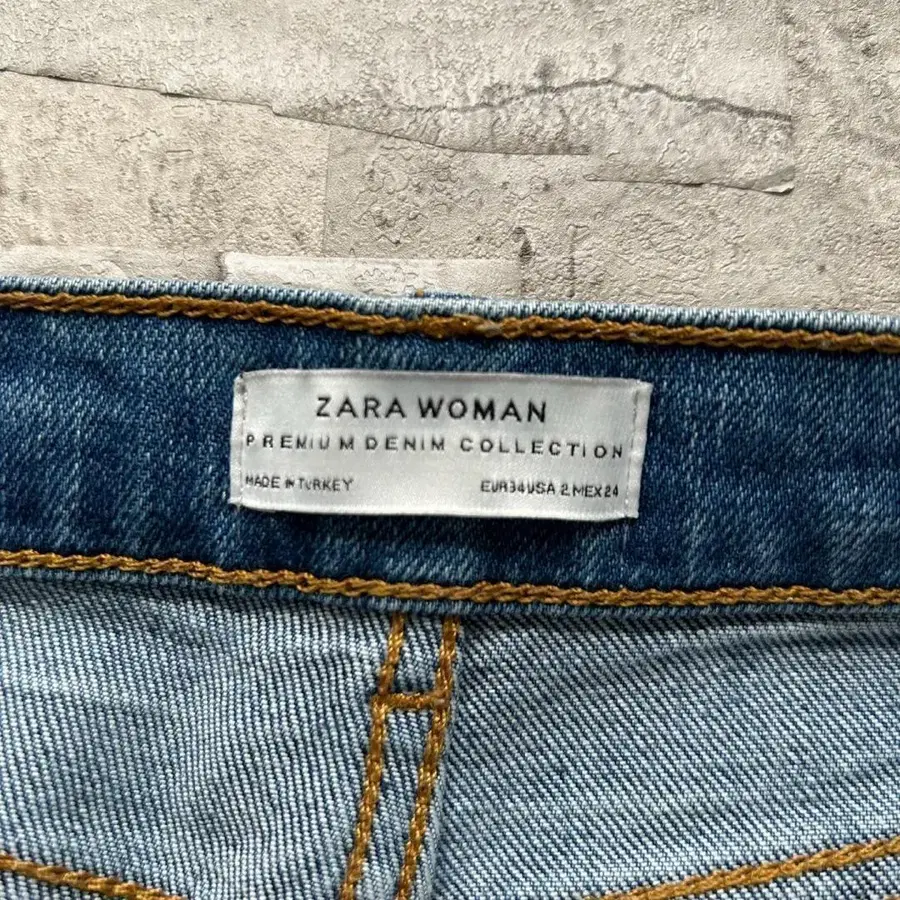 ZARA WOMAN
PREMIUM DENIM COLLECTION
MADE IN TURKEY EUR34 USA 2 MEX 24